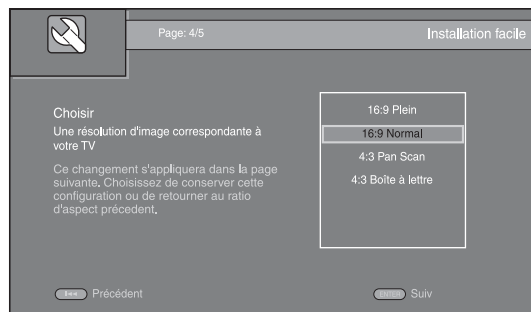 Page: 4/5
Installation facile
Choisir
Une résolution d'image correspondante à
votre TV
Ce changement s'appliquera dans la page
suivante. Choisissez de conserver cette
configuration ou de retourner au ratio
d'aspect précedent.
16:9 Plein
16:9 Normal
4:3 Pan Scan
4:3 Boîte à lettre
Précédent
ENTER Suiv